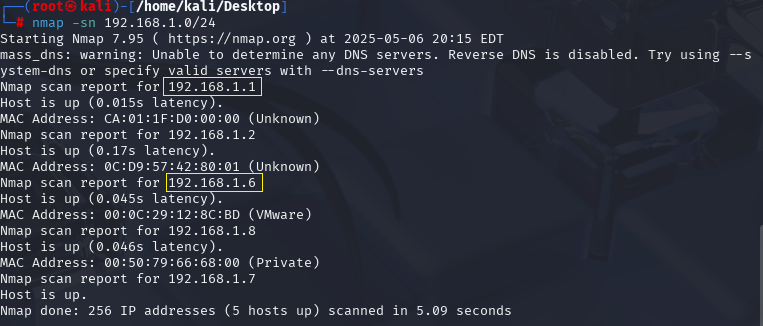 ┌──(root㉿kali)-[/home/kali/Desktop]
└─# nmap -sn 192.168.1.0/24
Starting Nmap 7.95 ( https://nmap.org ) at 2025-05-06 20:15 EDT
mass_dns: warning: Unable to determine any DNS servers. Reverse DNS is disabled. Try using --s
ystem-dns or specify valid servers with --dns-servers
Nmap scan report for 192.168.1.1
Host is up (0.015s latency).
MAC Address: CA:01:1F:D0:00:00 (Unknown)
Nmap scan report for 192.168.1.2
Host is up (0.17s latency).
MAC Address: 0C:D9:57:42:80:01 (Unknown)
Nmap scan report for 192.168.1.6
Host is up (0.045s latency).
MAC Address: 00:0C:29:12:8C:BD (VMware)
Nmap scan report for 192.168.1.8
Host is up (0.046s latency).
MAC Address: 00:50:79:66:68:00 (Private)
Nmap scan report for 192.168.1.7
Host is up.
Nmap done: 256 IP addresses (5 hosts up) scanned in 5.09 seconds